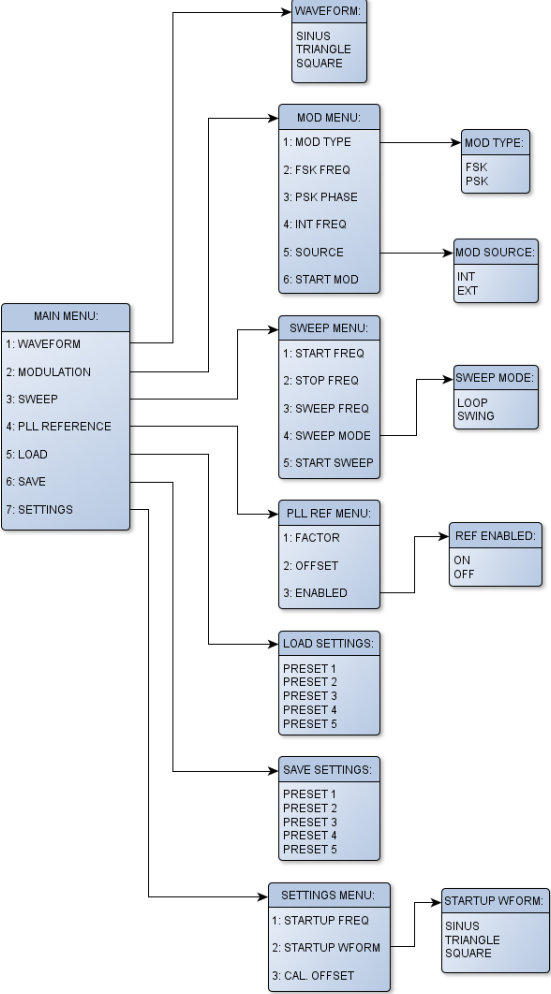 WAVEFORM:
SINUS
TRIANGLE
SQUARE
MOD MENU:
1: MOD TYPE
2: FSK FREQ
3: PSK PHASE
4: INT FREQ
5: SOURCE
6: START MOD
MOD TYPE:
FSK
PSK
MOD SOURCE:
INT
EXT
MAIN MENU:
1: WAVEFORM
2: MODULATION
3: SWEEP
4: PLL REFERENCE
5: LOAD
6: SAVE
7: SETTINGS
SWEEP MENU:
1: START FREQ
2: STOP FREQ
3: SWEEP FREQ
4: SWEEP MODE
5: START SWEEP
SWEEP MODE:
LOOP
SWING
PLL REF MENU:
1: FACTOR
2: OFFSET
3: ENABLED
REF ENABLED:
ON
OFF
LOAD SETTINGS:
PRESET 1
PRESET 2
PRESET 3
PRESET 4
PRESET 5
SAVE SETTINGS:
PRESET 1
PRESET 2
PRESET 3
PRESET 4
PRESET 5
SETTINGS MENU:
1: STARTUP FREQ
2: STARTUP WFORM
3: CAL. OFFSET
STARTUP WFORM:
SINUS
TRIANGLE
SQUARE